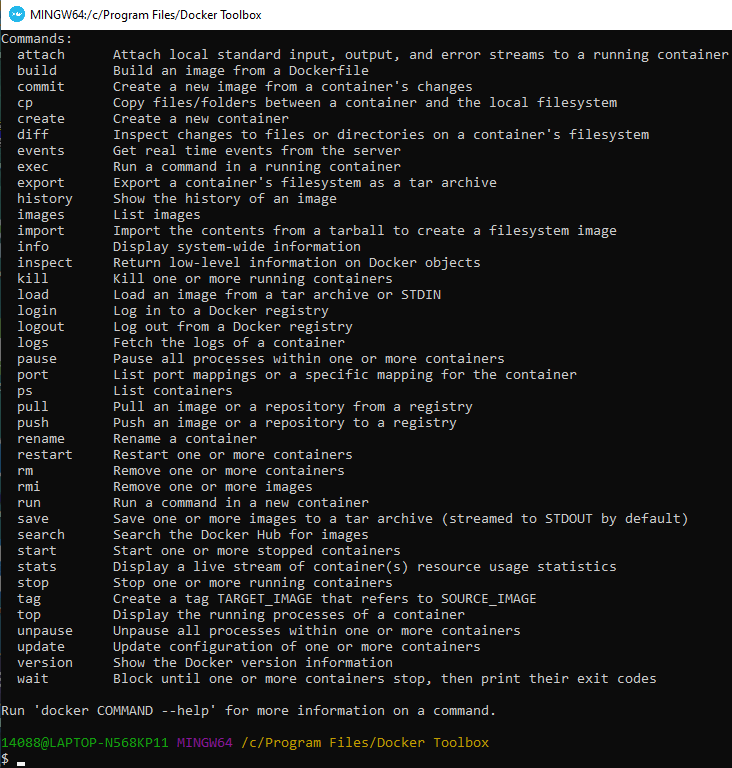 MINGW64:/c/Program Files/Docker Toolbox
Commands:
  attach      Attach local standard input, output, and error streams to a running container
  build       Build an image from a Dockerfile
  commit      Create a new image from a container's changes
  cp          Copy files/folders between a container and the local filesystem
  create      Create a new container
  diff        Inspect changes to files or directories on a container's filesystem
  events      Get real time events from the server
  exec        Run a command in a running container
  export      Export a container's filesystem as a tar archive
  history     Show the history of an image
  images      List images
  import      Import the contents from a tarball to create a filesystem image
  info        Display system-wide information
  inspect     Return low-level information on Docker objects
  kill        Kill one or more running containers
  load        Load an image from a tar archive or STDIN
  login       Log in to a Docker registry
  logout      Log out from a Docker registry
  logs        Fetch the logs of a container
  pause       Pause all processes within one or more containers
  port        List port mappings or a specific mapping for the container
  ps          List containers
  pull        Pull an image or a repository from a registry
  push        Push an image or a repository to a registry
  rename      Rename a container
  restart     Restart one or more containers
  rm          Remove one or more containers
  rmi         Remove one or more images
  run         Run a command in a new container
  save        Save one or more images to a tar archive (streamed to STDOUT by default)
  search      Search the Docker Hub for images
  start       Start one or more stopped containers
  stats       Display a live stream of container(s) resource usage statistics
  stop        Stop one or more running containers
  tag         Create a tag TARGET_IMAGE that refers to SOURCE_IMAGE
  top         Display the running processes of a container
  unpause     Unpause all processes within one or more containers
  update      Update configuration of one or more containers
  version     Show the Docker version information
  wait        Block until one or more containers stop, then print their exit codes
Run 'docker COMMAND --help' for more information on a command.
14088@LAPTOP-N568KP11 MINGW64 /c/Program Files/Docker Toolbox
$